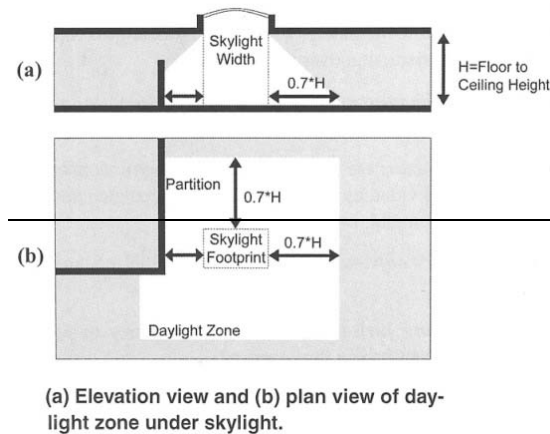 Skylight
Width
(a)
0.7*H
H=Floor to
Ceiling Height
Partition
0.7*H
Skylight
Footprint
0.7*H
(b)
Daylight Zone
(a) Elevation view and (b) plan view of day-
light zone under skylight.